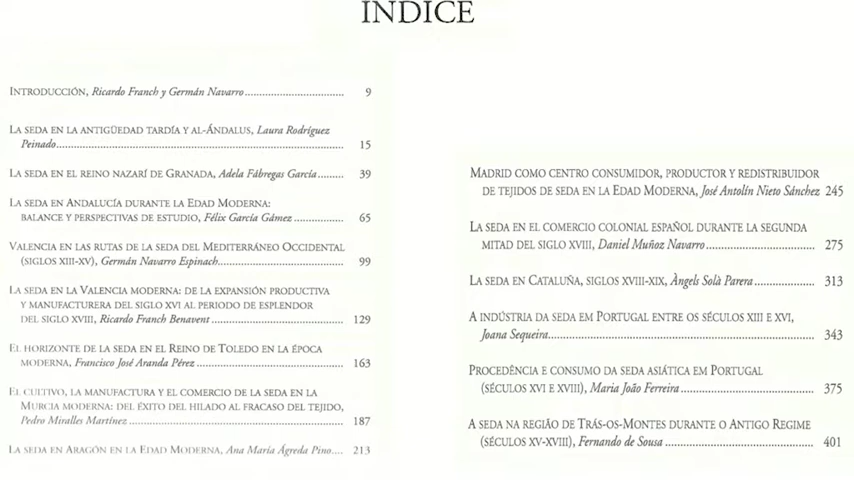 ÍNDICE
INTRODUCCIÓN, Ricardo Franch y Germán Navarro.................................. 9
LA SEDA EN LA ANTIGÜEDAD TARDÍA Y AL-ÁNDALUS, Laura Rodríguez
Peinado.................................................................................................. 15
LA SEDA EN EL REINO NAZARÍ DE GRANADA, Adela Fábregas García......... 39
LA SEDA EN ANDALUCÍA DURANTE LA EDAD MODERNA:
BALANCE Y PERSPECTIVAS DE ESTUDIO, Félix García Gámez ................. 65
VALENCIA EN LAS RUTAS DE LA SEDA DEL MEDITERRÁNEO OCCIDENTAL
(SIGLOS XIII-XV), Germán Navarro Espinach........................................... 99
LA SEDA EN LA VALENCIA MODERNA: DE LA EXPANSIÓN PRODUCTIVA
Y MANUFACTURERA DEL SIGLO XVI AL PERIODO DE ESPLENDOR
DEL SIGLO XVIII, Ricardo Franch Benavent ............................................. 129
EL HORIZONTE DE LA SEDA EN EL REINO DE TOLEDO EN LA ÉPOCA
MODERNA, Francisco José Aranda Pérez .................................................. 163
EL CULTIVO, LA MANUFACTURA Y EL COMERCIO DE LA SEDA EN LA
MURCIA MODERNA: DEL ÉXITO DEL HILADO AL FRACASO DEL TEJIDO,
Pedro Miralles Martínez ......................................................................... 187
LA SEDA EN ARAGÓN EN LA EDAD MODERNA, Ana María Ágreda Pino.... 213
MADRID COMO CENTRO CONSUMIDOR, PRODUCTOR Y REDISTRIBUIDOR
DE TEJIDOS DE SEDA EN LA EDAD MODERNA, José Antolín Nieto Sánchez 245
LA SEDA EN EL COMERCIO COLONIAL ESPAÑOL DURANTE LA SEGUNDA
MITAD DEL SIGLO XVIII, Daniel Muñoz Navarro..................................... 275
LA SEDA EN CATALUÑA, SIGLOS XVIII-XIX, Àngels Solà Parera .................... 313
A INDÚSTRIA DA SEDA EM PORTUGAL ENTRE OS SÉCULOS XIII E XVI,
Joana Sequeira......................................................................................... 343
PROCEDÊNCIA E CONSUMO DA SEDA ASIÁTICA EM PORTUGAL
(SÉCULOS XVI E XVIII), Maria João Ferreira............................................. 375
A SEDA NA REGIÃO DE TRÁS-OS-MONTES DURANTE O ANTIGO REGIME
(SÉCULOS XV-XVIII), Fernando de Sousa .................................................. 401